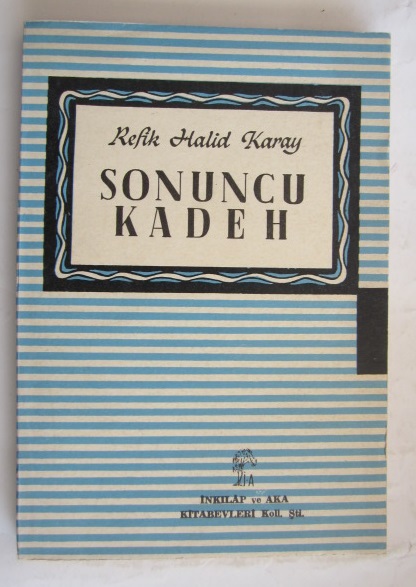 Refik Halid Karay
SONUNCU
KADEH
İ A
İNKILÂP ve AKA
KİTABEVLERİ Koll. Şti.